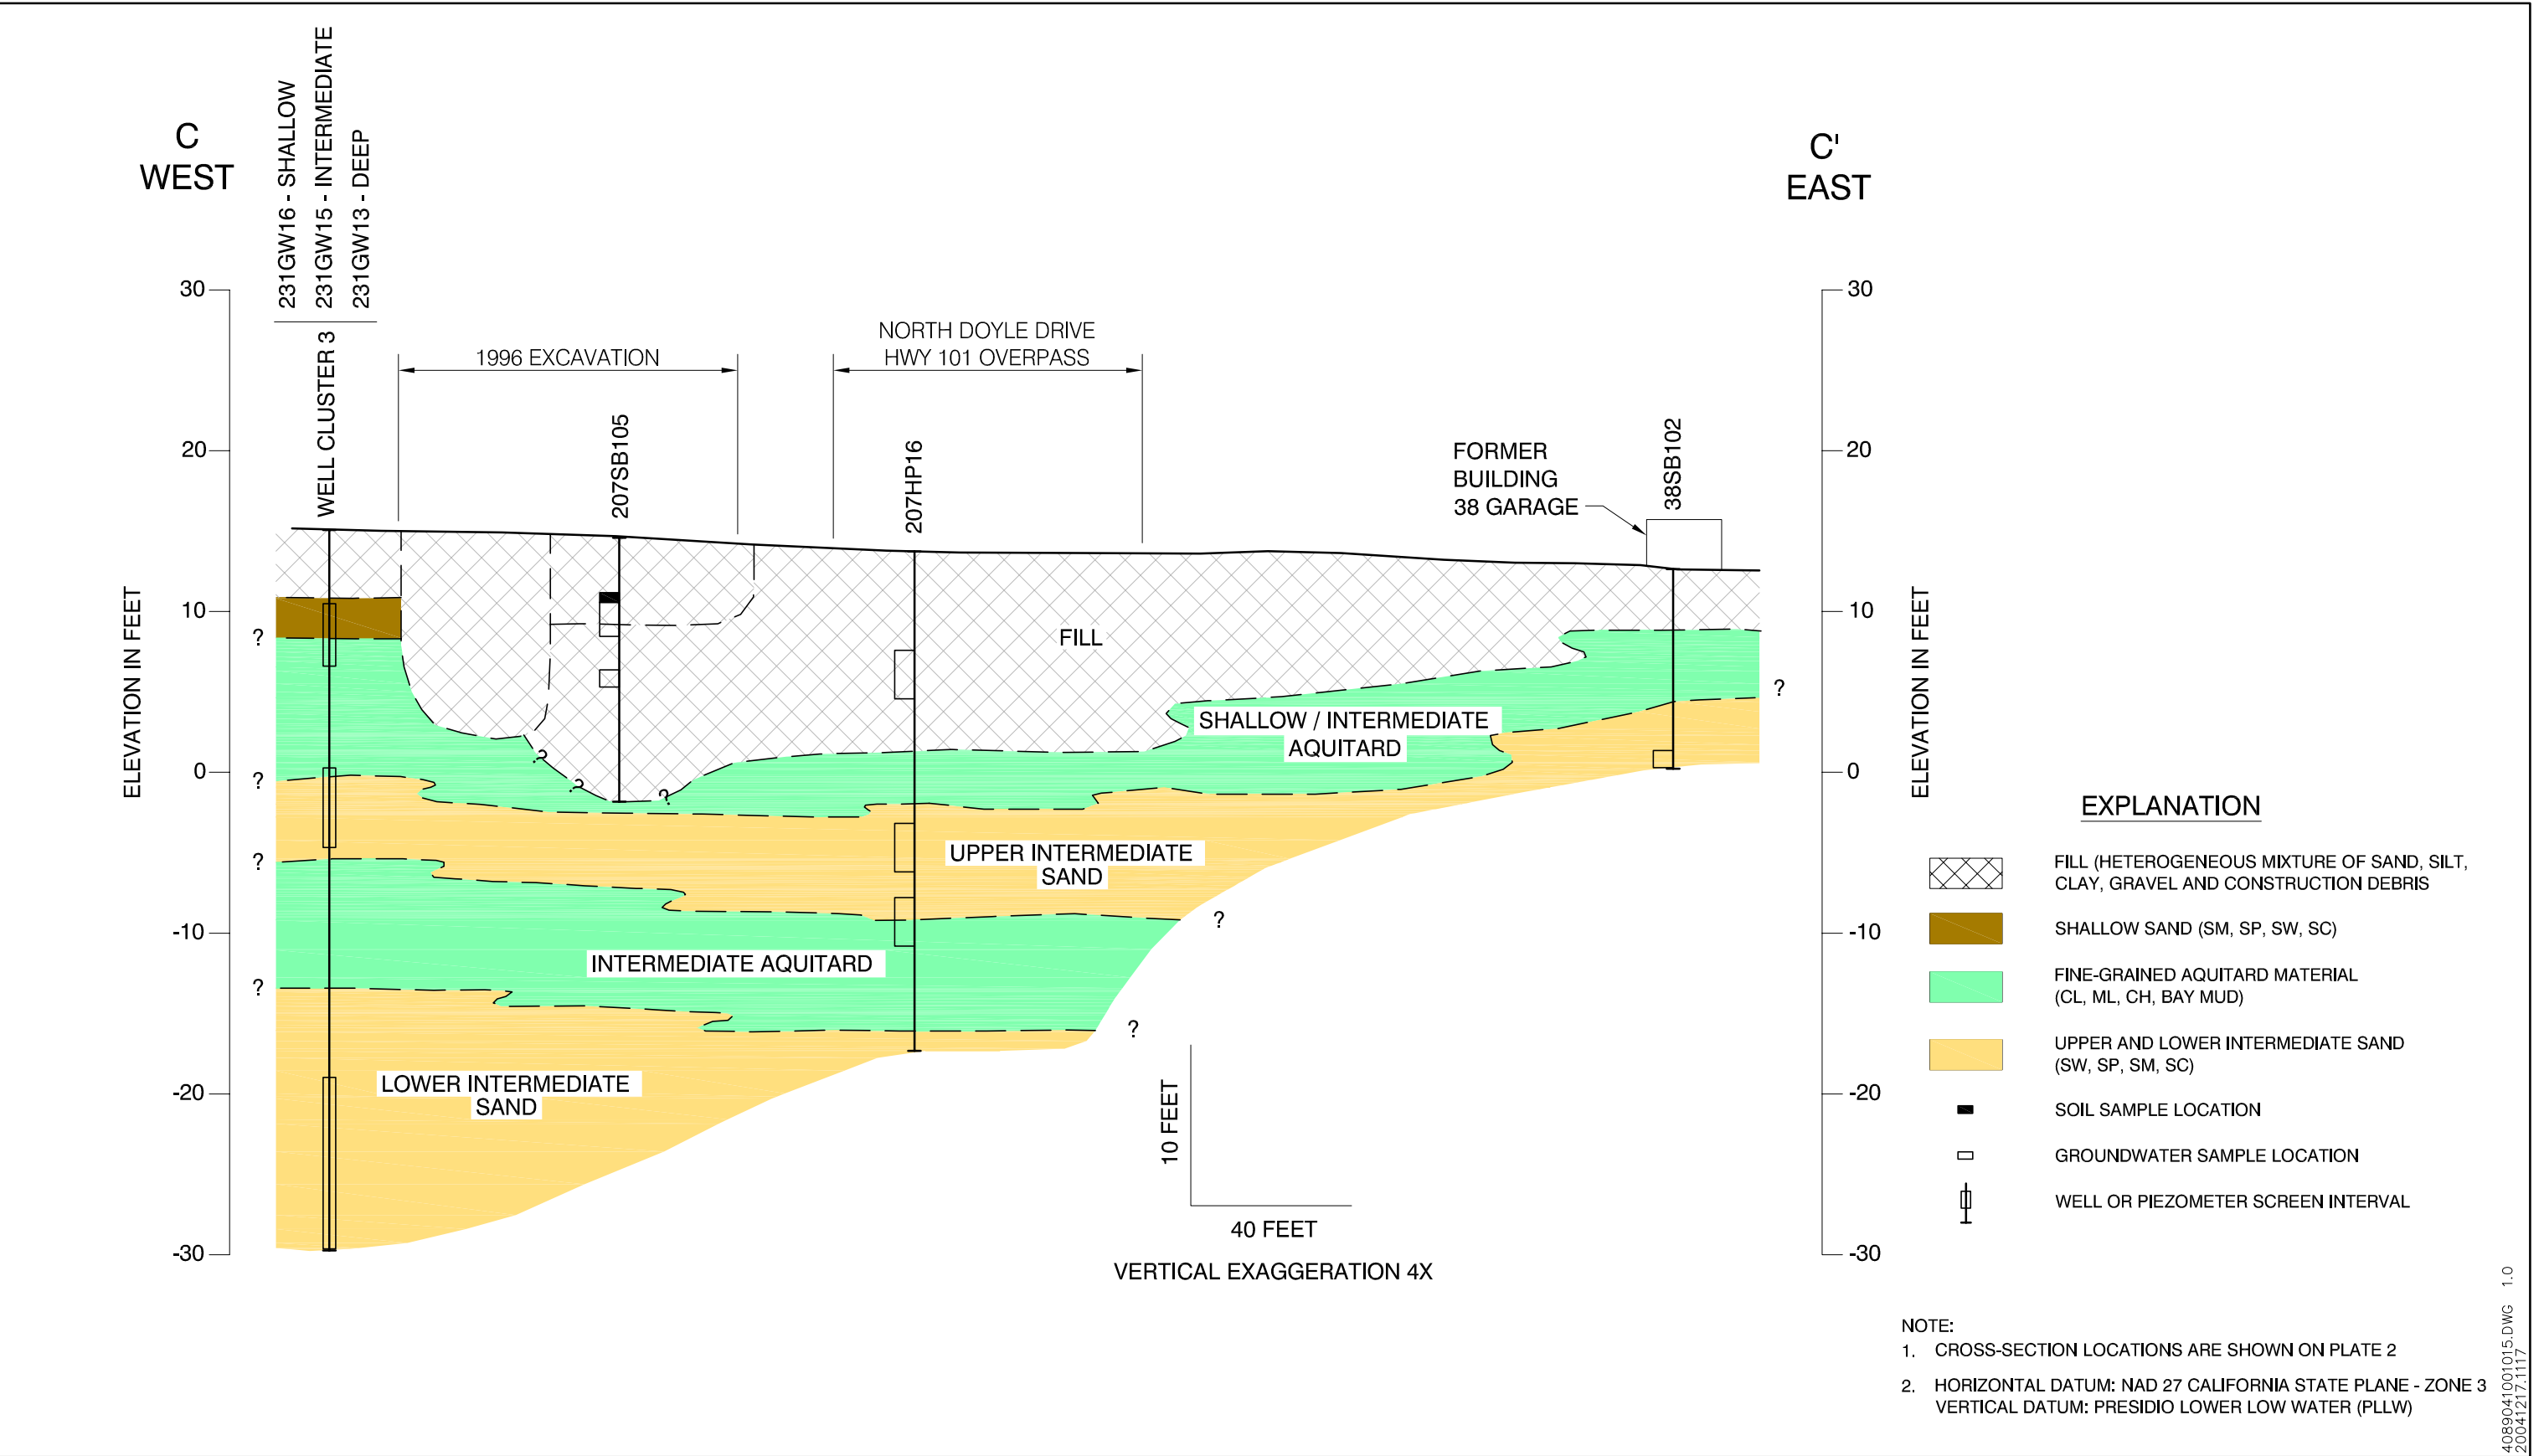 C
WEST
231GW16 - SHALLOW
231GW15 - INTERMEDIATE
231GW13 - DEEP
WELL CLUSTER 3
C'
EAST
30
20
10
0
-10
-20
-30
ELEVATION IN FEET
1996 EXCAVATION
207SB105
NORTH DOYLE DRIVE
HWY 101 OVERPASS
207HP16
FORMER
BUILDING
38 GARAGE
38SB102
30
20
10
0
-10
-20
-30
ELEVATION IN FEET
?
?
?
?
?
?
?
?
?
?
FILL
SHALLOW / INTERMEDIATE
AQUITARD
UPPER INTERMEDIATE
SAND
INTERMEDIATE AQUITARD
LOWER INTERMEDIATE
SAND
10 FEET
40 FEET
VERTICAL EXAGGERATION 4X
EXPLANATION
FILL (HETEROGENEOUS MIXTURE OF SAND, SILT,
CLAY, GRAVEL AND CONSTRUCTION DEBRIS
SHALLOW SAND (SM, SP, SW, SC)
FINE-GRAINED AQUITARD MATERIAL
(CL, ML, CH, BAY MUD)
UPPER AND LOWER INTERMEDIATE SAND
(SW, SP, SM, SC)
SOIL SAMPLE LOCATION
GROUNDWATER SAMPLE LOCATION
WELL OR PIEZOMETER SCREEN INTERVAL
NOTE:
1. CROSS-SECTION LOCATIONS ARE SHOWN ON PLATE 2
2. HORIZONTAL DATUM: NAD 27 CALIFORNIA STATE PLANE - ZONE 3
VERTICAL DATUM: PRESIDIO LOWER LOW WATER (PLLW)
408904100101​5.DWG 1.0
20041217.1117